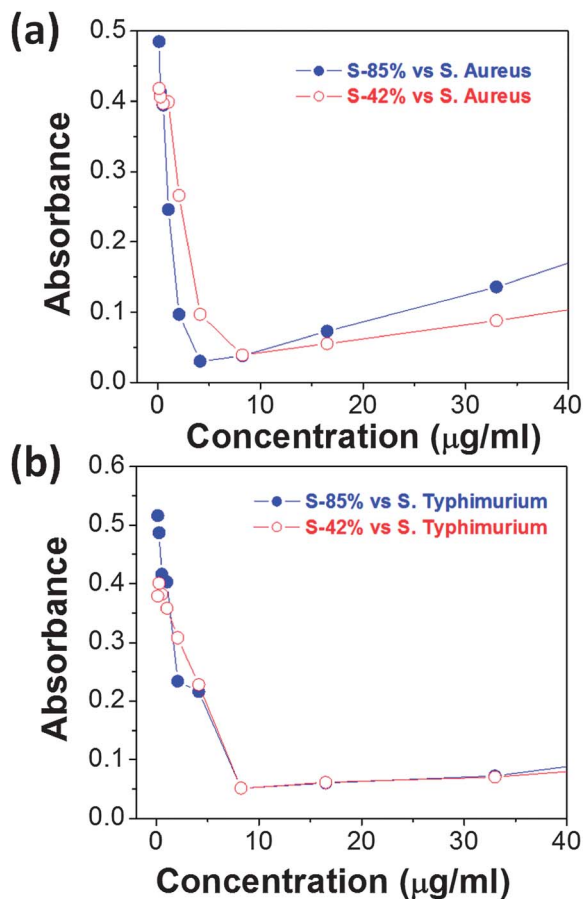 (a)
0.5
0.4
0.3
0.2
0.1
0.0
Absorbance
S-85% vs S. Aureus
S-42% vs S. Aureus
0 10 20 30 40
Concentration (μg/ml)
(b)
0.6
0.5
0.4
0.3
0.2
0.1
0.0
Absorbance
S-85% vs S. Typhimurium
S-42% vs S. Typhimurium
0 10 20 30 40
Concentration (μg/ml)